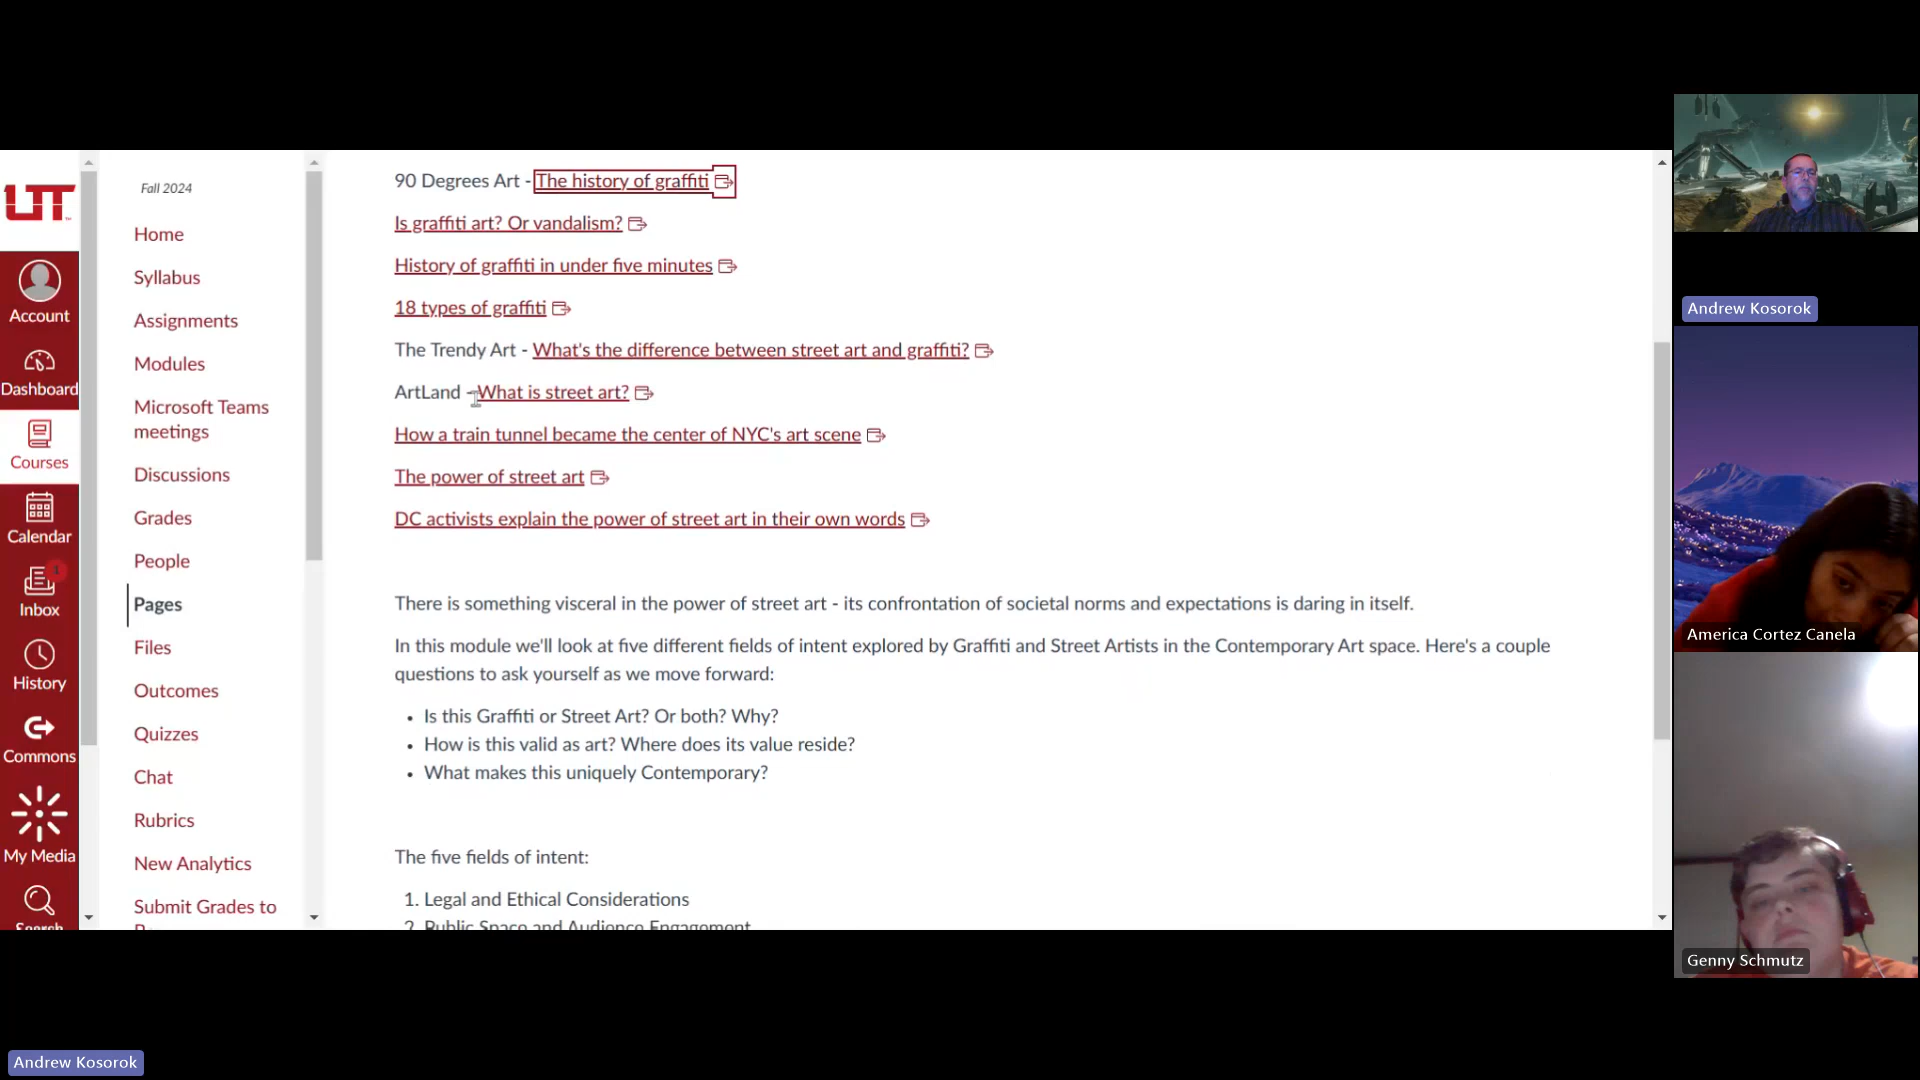 UT
Account
Dashboard
Courses
Calendar
4
Inbox
History
Commons
My Media
Search
Fall 2024
Home
Syllabus
Assignments
Modules
Microsoft Teams
meetings
Discussions
Grades
People
Pages
Files
Outcomes
Quizzes
Chat
Rubrics
New Analytics
Submit Grades to
90 Degrees Art - The history of graffiti
Is graffiti art? Or vandalism?
History of graffiti in under five minutes
18 types of graffiti
The Trendy Art - What's the difference between street art and graffiti?
ArtLand - What is street art?
How a train tunnel became the center of NYC's art scene
The power of street art
DC activists explain the power of street art in their own words
There is something visceral in the power of street art - its confrontation of societal norms and expectations is daring in itself.
In this module we'll look at five different fields of intent explored by Graffiti and Street Artists in the Contemporary Art space. Here's a couple
questions to ask yourself as we move forward:
• Is this Graffiti or Street Art? Or both? Why?
• How is this valid as art? Where does its value reside?
• What makes this uniquely Contemporary?
The five fields of intent:
1. Legal and Ethical Considerations
2. Public Space and Audience Engagement
Andrew Kosorok
America Cortez Canela
Genny Schmutz
Andrew Kosorok